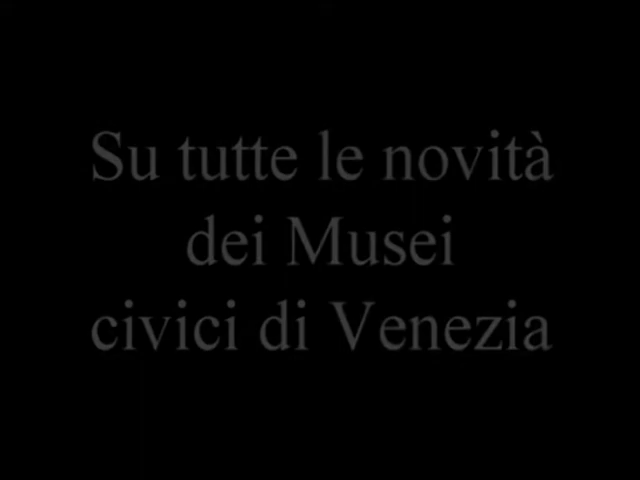 Su tutte le novità
dei Musei
civici di Venezia